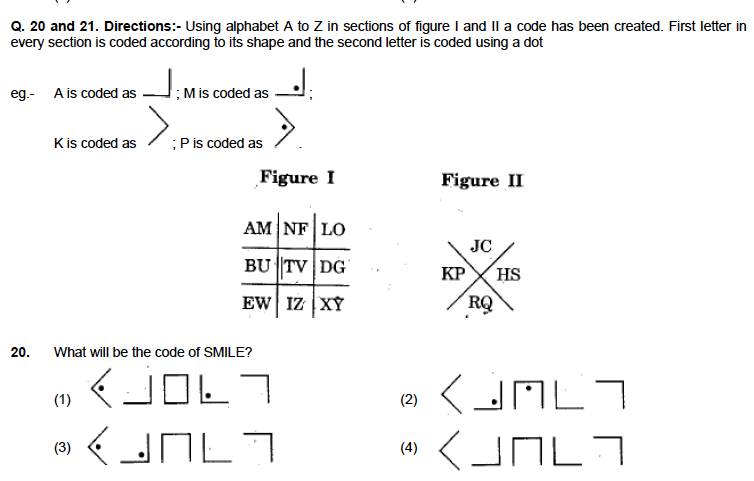 Q. 20 and 21. Directions:- Using alphabet A to Z in sections of figure I and II a code has been created. First letter in
every section is coded according to its shape and the second letter is coded using a dot
eg.- A is coded as ; M is coded as ;
K is coded as ; P is coded as .
Figure I Figure II
AM NF LO
BU TV DG
EW IZ XY
JC
KP HS
RQ
20. What will be the code of SMILE?
(1) (2)
(3) (4)